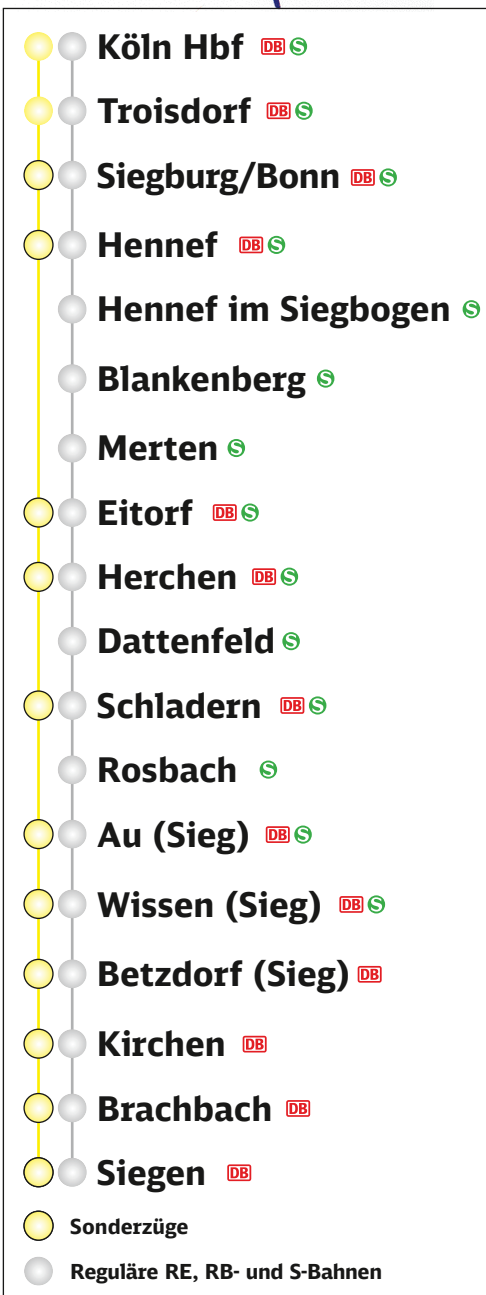 Köln Hbf DB S
Troisdorf DB S
Siegburg/Bonn DB S
Hennef DB S
Hennef im Siegbogen S
Blankenberg S
Merten S
Eitorf DB S
Herchen DB S
Dattenfeld S
Schladern DB S
Rosbach S
Au (Sieg) DB S
Wissen (Sieg) DB S
Betzdorf (Sieg) DB
Kirchen DB
Brachbach DB
Siegen DB
Sonderzüge
Reguläre RE, RB- und S-Bahnen